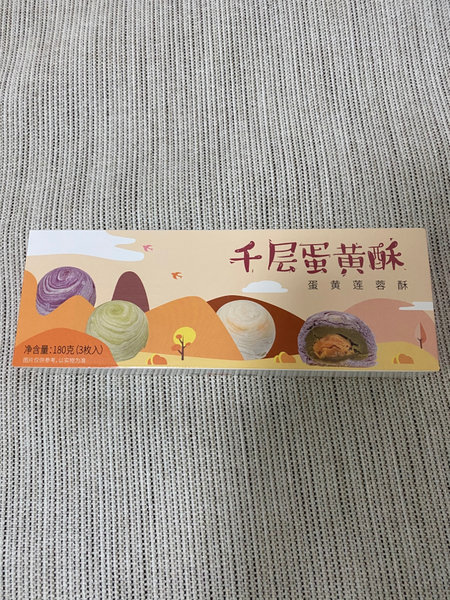 千层蛋黄酥
蛋黄莲蓉酥
净含量：180克(3枚入)
图片仅供参考，以实物为准